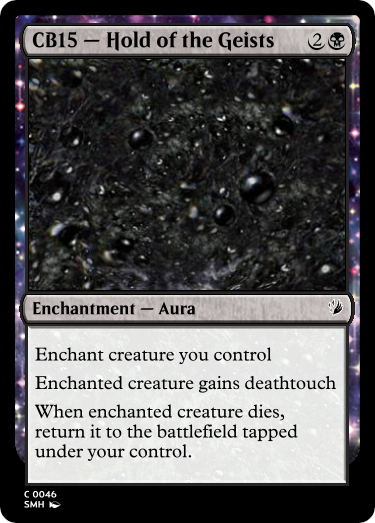 CB15 — Hold of the Geists 2
Enchantment — Aura
Enchant creature you control
Enchanted creature gains deathtouch
When enchanted creature dies,
return it to the battlefield tapped
under your control.
C 0046
SMH